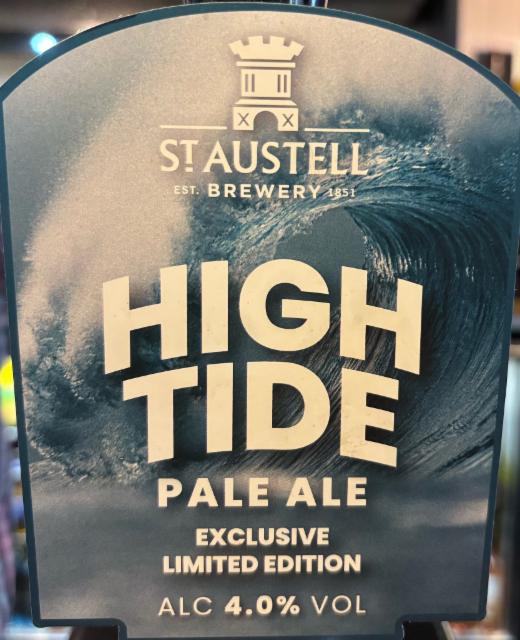 ST AUSTELL
EST. BREWERY 1851
HIGH
TIDE
PALE ALE
EXCLUSIVE
LIMITED EDITION
ALC 4.0% VOL